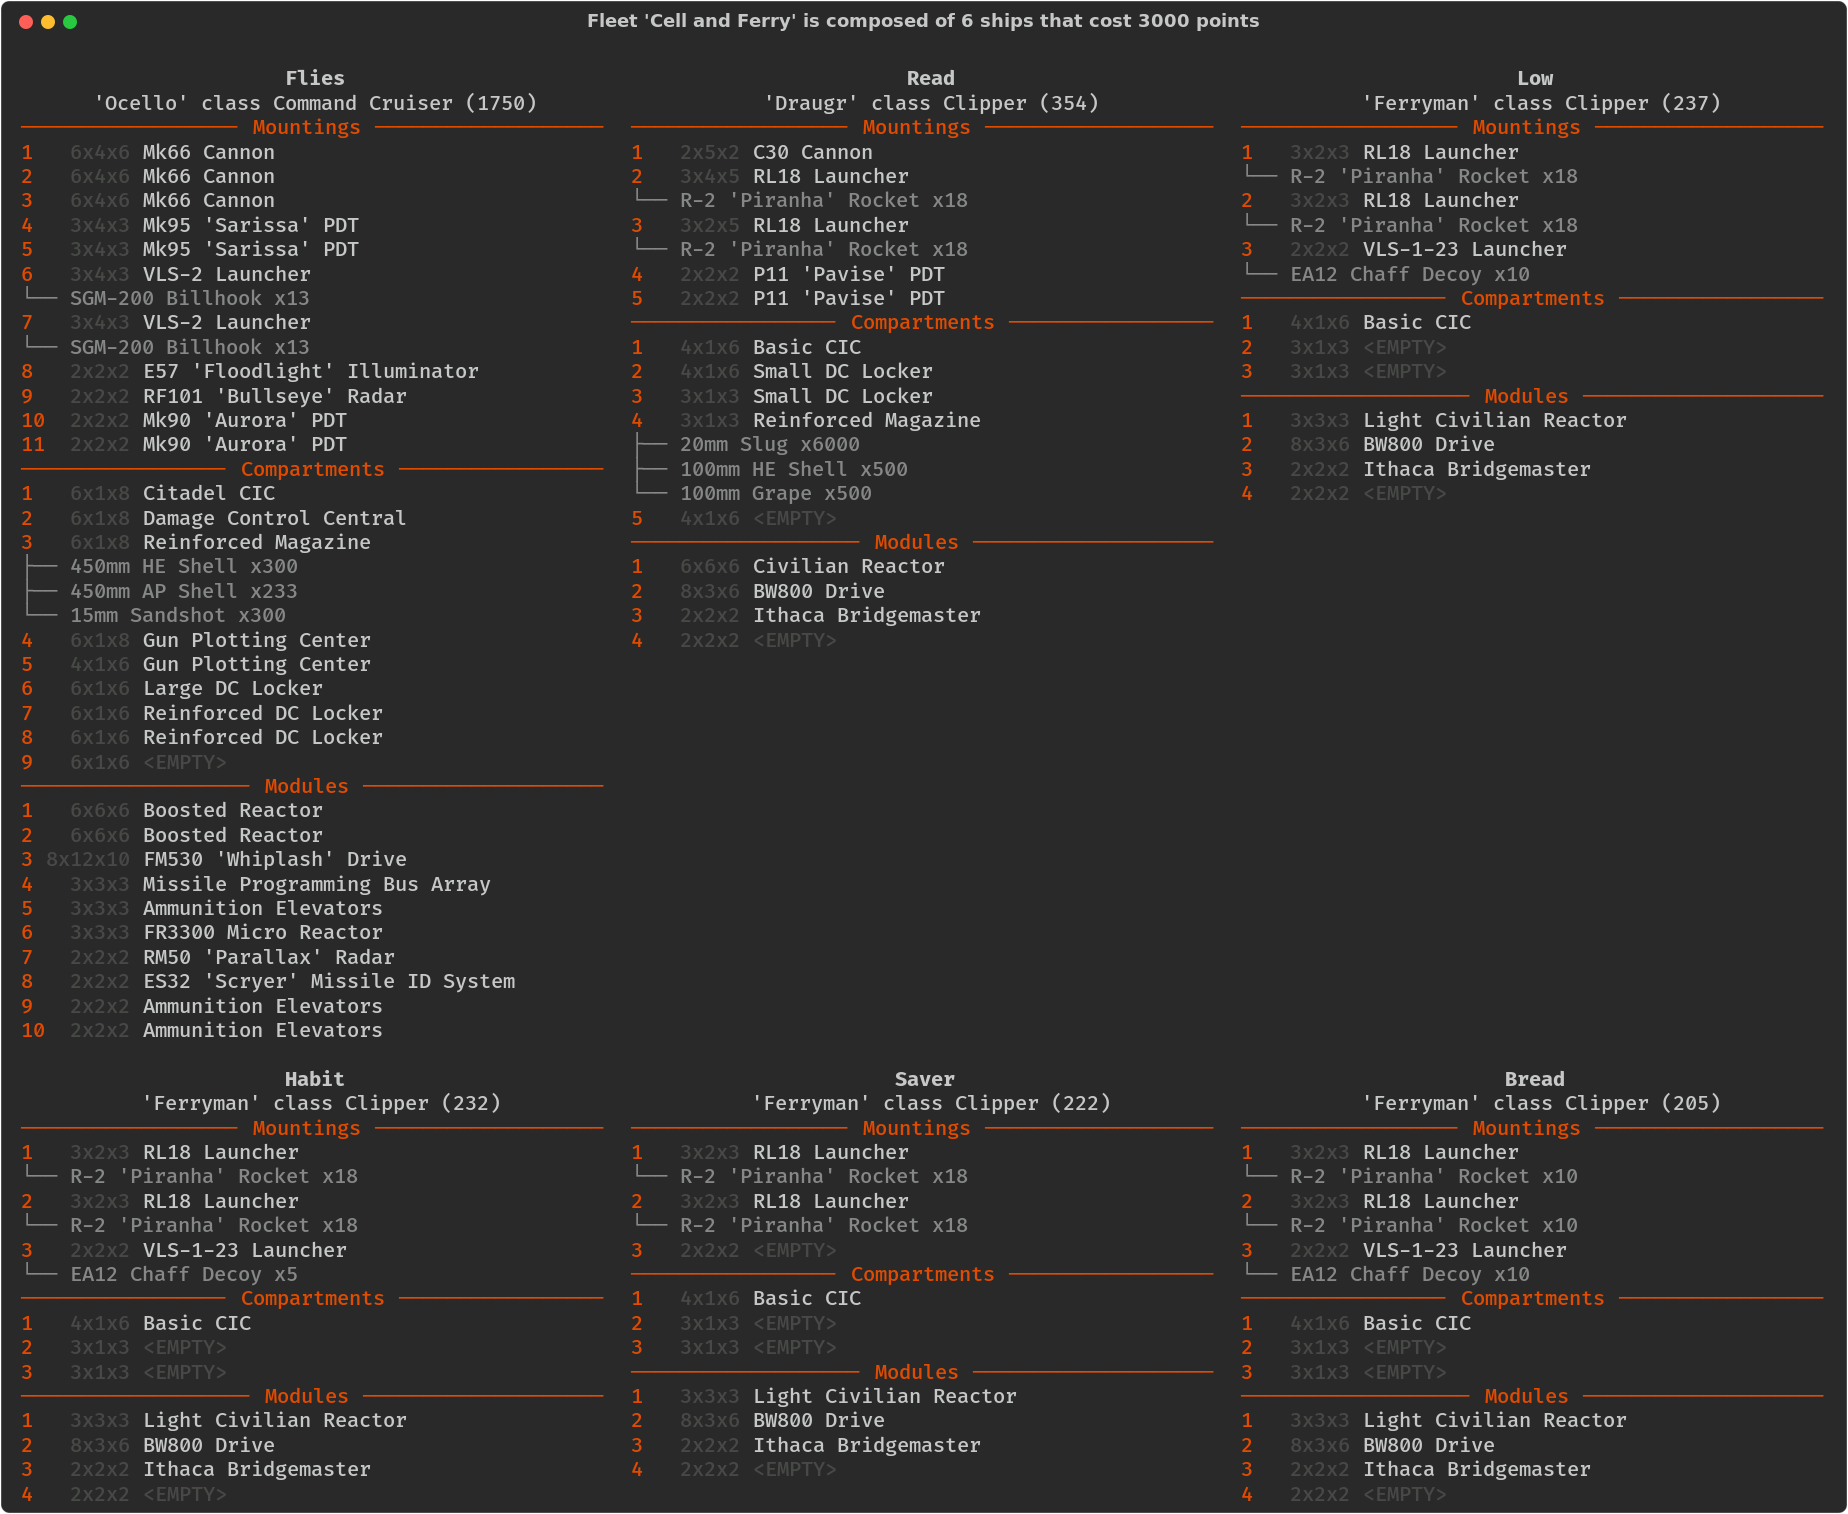 Fleet 'Cell and Ferry' is composed of 6 ships that cost 3000 points
Flies
'Ocello' class Command Cruiser (1750)
Mountings
1 6x4x6 Mk66 Cannon
2 6x4x6 Mk66 Cannon
3 6x4x6 Mk66 Cannon
4 3x4x3 Mk95 'Sarissa' PDT
5 3x4x3 Mk95 'Sarissa' PDT
6 3x4x3 VLS-2 Launcher
└── SGM-200 Billhook x13
7 3x4x3 VLS-2 Launcher
└── SGM-200 Billhook x13
8 2x2x2 E57 'Floodlight' Illuminator
9 2x2x2 RF101 'Bullseye' Radar
10 2x2x2 Mk90 'Aurora' PDT
11 2x2x2 Mk90 'Aurora' PDT
Compartments
1 6x1x8 Citadel CIC
2 6x1x8 Damage Control Central
3 6x1x8 Reinforced Magazine
├── 450mm HE Shell x300
├── 450mm AP Shell x233
└── 15mm Sandshot x300
4 6x1x8 Gun Plotting Center
5 4x1x6 Gun Plotting Center
6 6x1x6 Large DC Locker
7 6x1x6 Reinforced DC Locker
8 6x1x6 Reinforced DC Locker
9 6x1x6 <EMPTY>
Modules
1 6x6x6 Boosted Reactor
2 6x6x6 Boosted Reactor
3 8x12x10 FM530 'Whiplash' Drive
4 3x3x3 Missile Programming Bus Array
5 3x3x3 Ammunition Elevators
6 3x3x3 FR3300 Micro Reactor
7 2x2x2 RM50 'Parallax' Radar
8 2x2x2 ES32 'Scryer' Missile ID System
9 2x2x2 Ammunition Elevators
10 2x2x2 Ammunition Elevators
Read
'Draugr' class Clipper (354)
Mountings
1 2x5x2 C30 Cannon
2 3x4x5 RL18 Launcher
└── R-2 'Piranha' Rocket x18
3 3x2x5 RL18 Launcher
└── R-2 'Piranha' Rocket x18
4 2x2x2 P11 'Pavise' PDT
5 2x2x2 P11 'Pavise' PDT
Compartments
1 4x1x6 Basic CIC
2 4x1x6 Small DC Locker
3 3x1x3 Small DC Locker
4 3x1x3 Reinforced Magazine
├── 20mm Slug x6000
├── 100mm HE Shell x500
└── 100mm Grape x500
5 4x1x6 <EMPTY>
Modules
1 6x6x6 Civilian Reactor
2 8x3x6 BW800 Drive
3 2x2x2 Ithaca Bridgemaster
4 2x2x2 <EMPTY>
Low
'Ferryman' class Clipper (237)
Mountings
1 3x2x3 RL18 Launcher
└── R-2 'Piranha' Rocket x18
2 3x2x3 RL18 Launcher
└── R-2 'Piranha' Rocket x18
3 2x2x2 VLS-1-23 Launcher
└── EA12 Chaff Decoy x10
Compartments
1 4x1x6 Basic CIC
2 3x1x3 <EMPTY>
3 3x1x3 <EMPTY>
Modules
1 3x3x3 Light Civilian Reactor
2 8x3x6 BW800 Drive
3 2x2x2 Ithaca Bridgemaster
4 2x2x2 <EMPTY>
Habit
'Ferryman' class Clipper (232)
Mountings
1 3x2x3 RL18 Launcher
└── R-2 'Piranha' Rocket x18
2 3x2x3 RL18 Launcher
└── R-2 'Piranha' Rocket x18
3 2x2x2 VLS-1-23 Launcher
└── EA12 Chaff Decoy x5
Compartments
1 4x1x6 Basic CIC
2 3x1x3 <EMPTY>
3 3x1x3 <EMPTY>
Modules
1 3x3x3 Light Civilian Reactor
2 8x3x6 BW800 Drive
3 2x2x2 Ithaca Bridgemaster
4 2x2x2 <EMPTY>
Saver
'Ferryman' class Clipper (222)
Mountings
1 3x2x3 RL18 Launcher
└── R-2 'Piranha' Rocket x18
2 3x2x3 RL18 Launcher
└── R-2 'Piranha' Rocket x18
3 2x2x2 <EMPTY>
Compartments
1 4x1x6 Basic CIC
2 3x1x3 <EMPTY>
3 3x1x3 <EMPTY>
Modules
1 3x3x3 Light Civilian Reactor
2 8x3x6 BW800 Drive
3 2x2x2 Ithaca Bridgemaster
4 2x2x2 <EMPTY>
Bread
'Ferryman' class Clipper (205)
Mountings
1 3x2x3 RL18 Launcher
└── R-2 'Piranha' Rocket x10
2 3x2x3 RL18 Launcher
└── R-2 'Piranha' Rocket x10
3 2x2x2 VLS-1-23 Launcher
└── EA12 Chaff Decoy x10
Compartments
1 4x1x6 Basic CIC
2 3x1x3 <EMPTY>
3 3x1x3 <EMPTY>
Modules
1 3x3x3 Light Civilian Reactor
2 8x3x6 BW800 Drive
3 2x2x2 Ithaca Bridgemaster
4 2x2x2 <EMPTY>